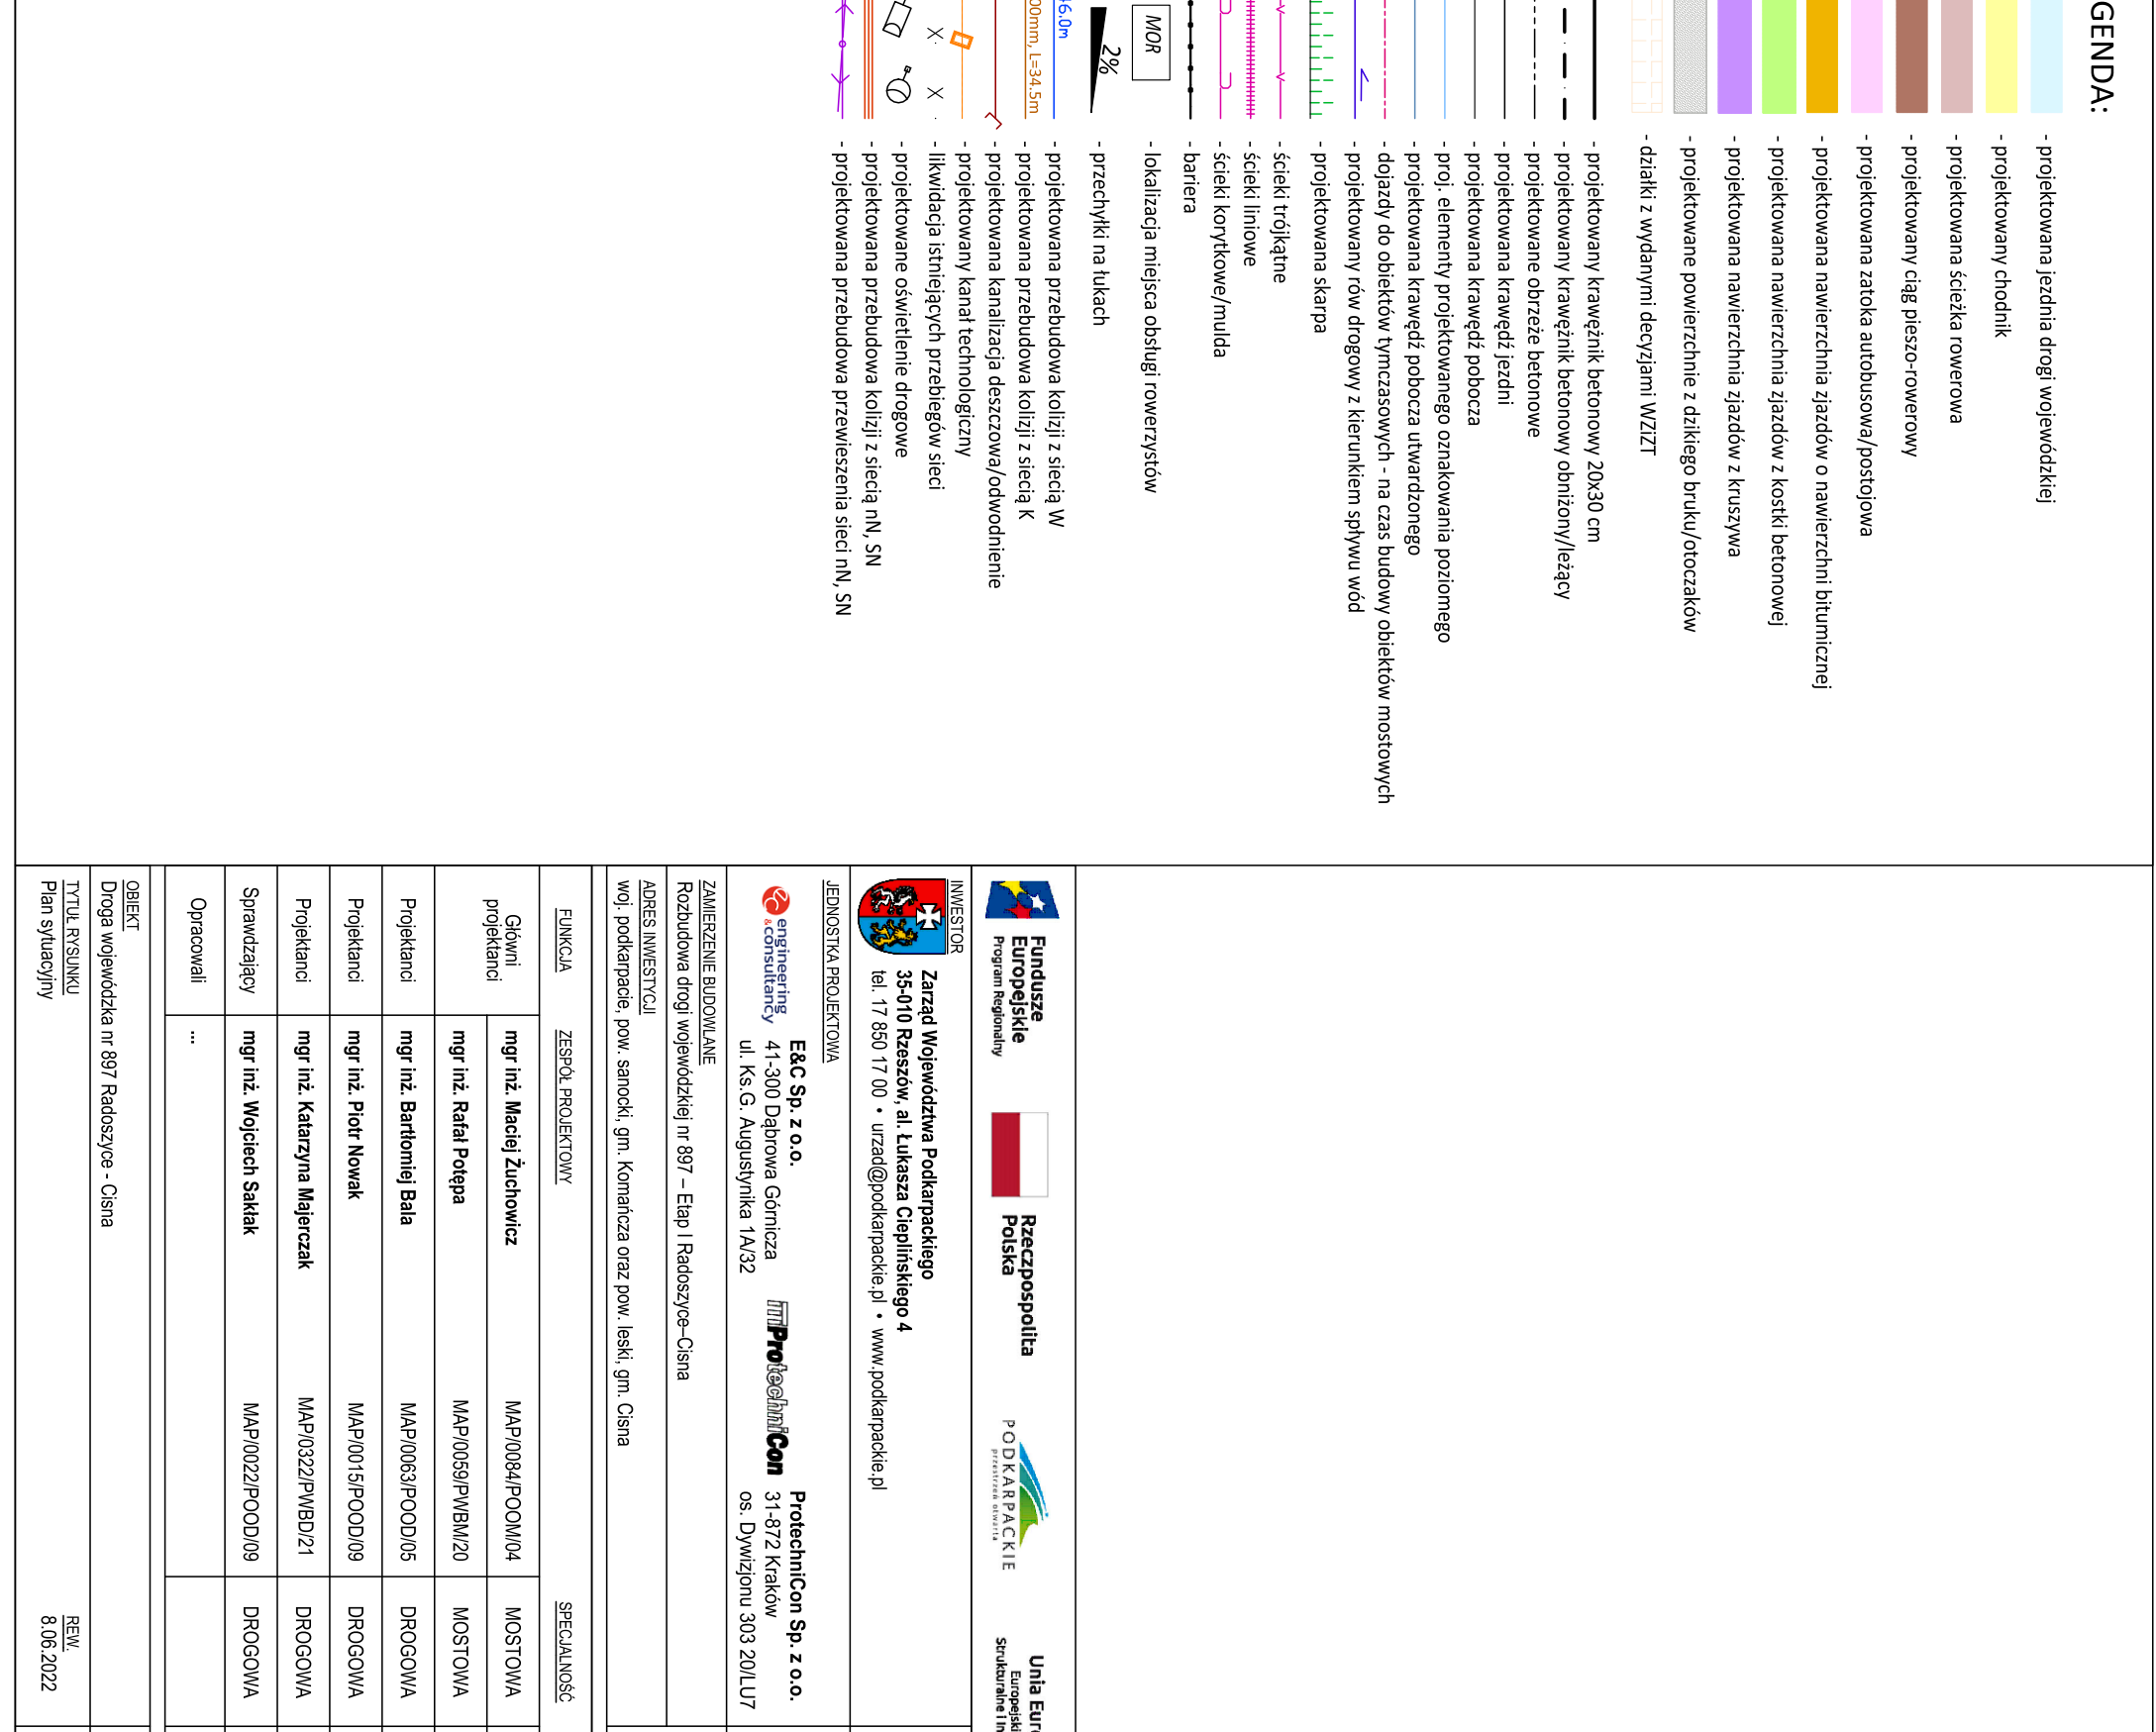 GENDA:
- projektowana jezdnia drogi wojewódzkiej
- projektowany chodnik
- projektowana ścieżka rowerowa
- projektowany ciąg pieszo-rowerowy
- projektowana zatoka autobusowa/postojowa
- projektowana nawierzchnia zjazdów o nawierzchni bitumicznej
- projektowana nawierzchnia zjazdów z kostki betonowej
- projektowana nawierzchnia zjazdów z kruszywa
- projektowane powierzchnie z dzikiego bruku/otoczaków
- działki z wydanymi decyzjami WZiZT
- projektowany krawężnik betonowy 20x30 cm
- projektowany krawężnik betonowy obniżony/leżący
- projektowane obrzeże betonowe
- projektowana krawędź jezdni
- projektowana krawędź pobocza
- proj. elementy projektowanego oznakowania poziomego
- projektowana krawędź pobocza utwardzonego
- dojazdy do obiektów tymczasowych - na czas budowy obiektów mostowych
- projektowany rów drogowy z kierunkiem spływu wód
- projektowana skarpa
- ścieki trójkątne
- ścieki liniowe
- ścieki korytkowe/mulda
- bariera
MOR - lokalizacja miejsca obsługi rowerzystów
2% - przechyłki na łukach
6.0m - projektowana przebudowa kolizji z siecią W
00mm, L=34.5m - projektowana przebudowa kolizji z siecią K
- projektowana kanalizacja deszczowa/odwodnienie
- projektowany kanał technologiczny
- likwidacja istniejących przebiegów sieci
- projektowane oświetlenie drogowe
- projektowana przebudowa kolizji z siecią nN, SN
- projektowana przebudowa przewieszenia sieci nN, SN
Fundusze
Europejskie
Program Regionalny
Rzeczpospolita
Polska
PODKARPACKIE
przestrzeń otwarta
Unia Eur
Europejski
Strukturalne i In
INWESTOR
Zarząd Województwa Podkarpackiego
35-010 Rzeszów, al. Łukasza Cieplińskiego 4
tel. 17 850 17 00 • urzad@podkarpackie.pl • www.podkarpackie.pl
JEDNOSTKA PROJEKTOWA
engineering
&consultancy
E&C Sp. z o.o.
41-300 Dąbrowa Górnicza
ul. Ks.G. Augustynika 1A/32
ProtechniCon
ProtechniCon Sp. z o.o.
31-872 Kraków
os. Dywizjonu 303 20/LU7
ZAMIERZENIE BUDOWLANE
Rozbudowa drogi wojewódzkiej nr 897 – Etap I Radoszyce–Cisna
ADRES INWESTYCJI
woj. podkarpacie, pow. sanocki, gm. Komańcza oraz pow. leski, gm. Cisna
FUNKCJA ZESPÓŁ PROJEKTOWY SPECJALNOŚĆ
Główni
projektanci
mgr inż. Maciej Żuchowicz MAP/0084/POOM/04 MOSTOWA
mgr inż. Rafał Potępa MAP/0059/PWBM/20 MOSTOWA
Projektanci mgr inż. Bartłomiej Bala MAP/0063/POOD/05 DROGOWA
Projektanci mgr inż. Piotr Nowak MAP/0015/POOD/09 DROGOWA
Projektanci mgr inż. Katarzyna Majerczak MAP/0322/PWBD/21 DROGOWA
Sprawdzający mgr inż. Wojciech Sakłak MAP/0022/POOD/09 DROGOWA
Opracowali ...
OBIEKT
Droga wojewódzka nr 897 Radoszyce - Cisna
TYTUŁ RYSUNKU
Plan sytuacyjny
REW.
8.06.2022